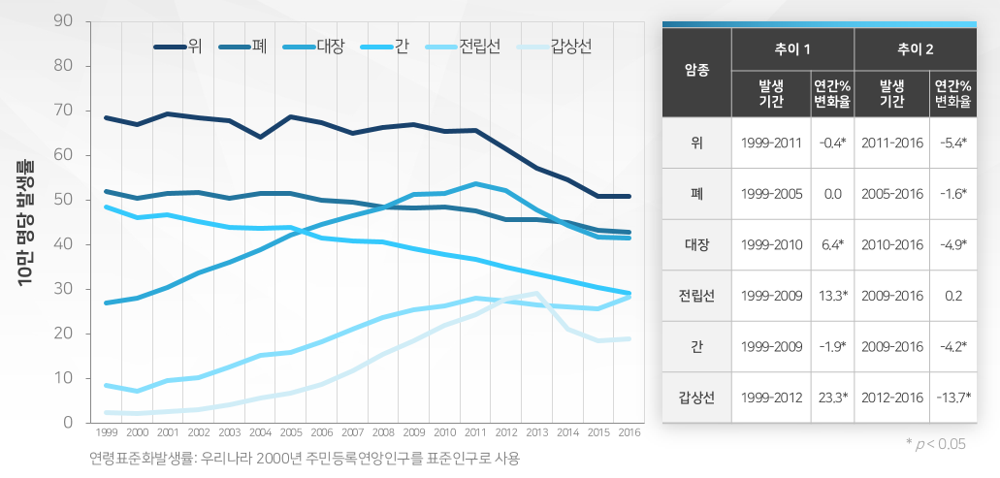 10만 명당 발생률
90
80
70
60
50
40
30
20
10
0
위 폐 대장 간 전립선 갑상선
1999 2000 2001 2002 2003 2004 2005 2006 2007 2008 2009 2010 2011 2012 2013 2014 2015 2016
연령표준화발생률: 우리나라 2000년 주민등록연앙인구를 표준인구로 사용
암종 추이 1 추이 2
발생 기간 연간% 변화율 발생 기간 연간% 변화율
위 1999-2011 -0.4* 2011-2016 -5.4*
폐 1999-2005 0.0 2005-2016 -1.6*
대장 1999-2010 6.4* 2010-2016 -4.9*
전립선 1999-2009 13.3* 2009-2016 0.2
간 1999-2009 -1.9* 2009-2016 -4.2*
갑상선 1999-2012 23.3* 2012-2016 -13.7*
* p < 0.05